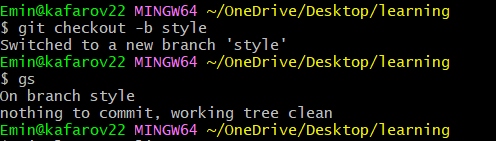 Emin@kafarov22 MINGW64 ~/OneDrive/Desktop/learning
$ git checkout -b style
Switched to a new branch 'style'
Emin@kafarov22 MINGW64 ~/OneDrive/Desktop/learning
$ gs
On branch style
nothing to commit, working tree clean
Emin@kafarov22 MINGW64 ~/OneDrive/Desktop/learning